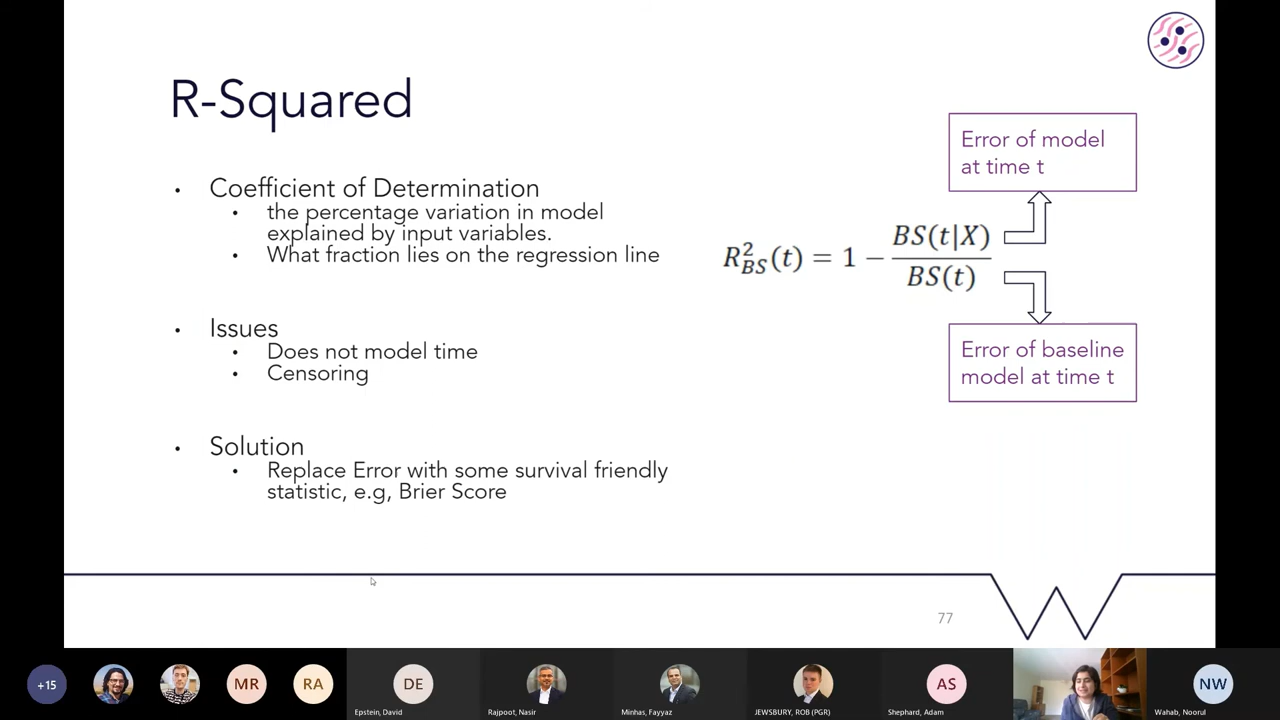 R-Squared
• Coefficient of Determination
• the percentage variation in model
explained by input variables.
• What fraction lies on the regression line
• Issues
• Does not model time
• Censoring
• Solution
• Replace Error with some survival friendly
statistic, e.g, Brier Score
Error of model
at time t
R²_BS(t) = 1 − BS(t|X) / BS(t)
Error of baseline
model at time t
77
+15
MR
RA
DE
AS
NW
Epstein, David
Rajpoot, Nasir
Minhas, Fayyaz
JEWSBURY, ROB (PGR)
Shephard, Adam
Wahab, Noorul